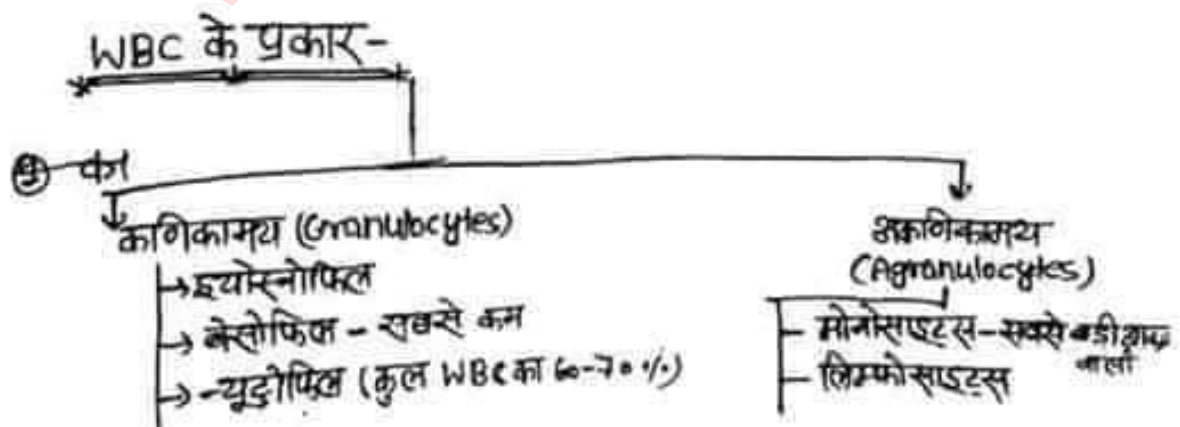 WBC के प्रकार-
का
कणिकामय (Granulocytes)
अकणिकामय
(Agranulocytes)
→ इयोस्नोफिल
→ बेसोफिल - सबसे कम
→ न्यूट्रोफिल (कुल WBC का 60-70%)
- मोनोसाइट्स - सबसे बडी
वाली
- लिम्फोसाइट्स